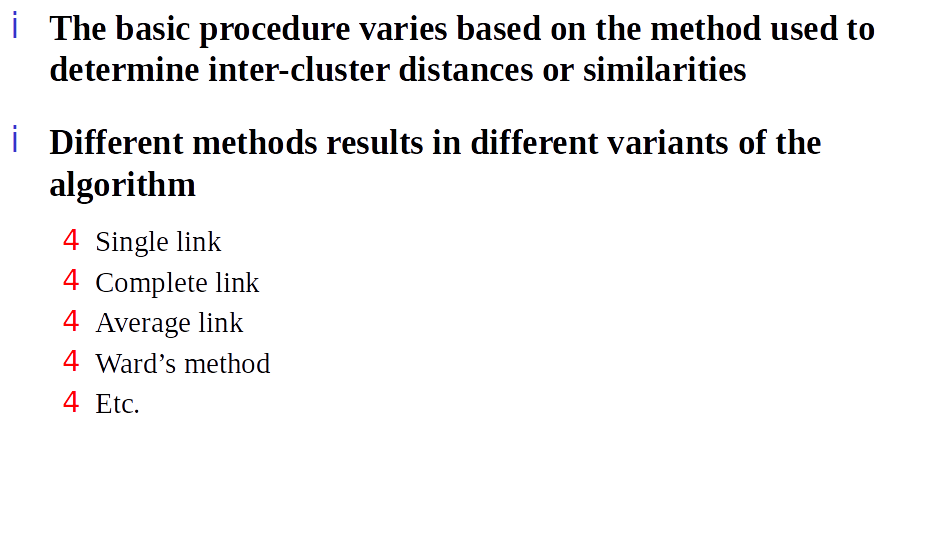 i The basic procedure varies based on the method used to
determine inter-cluster distances or similarities
i Different methods results in different variants of the
algorithm
4 Single link
4 Complete link
4 Average link
4 Ward’s method
4 Etc.